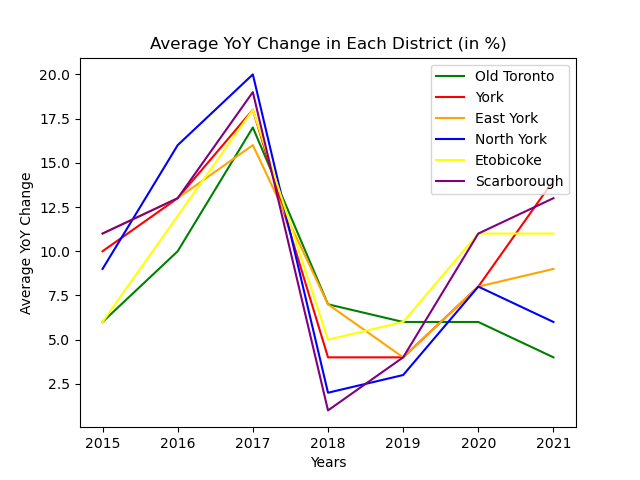 Average YoY Change in Each District (in %)
20.0
17.5
15.0
12.5
10.0
7.5
5.0
2.5
Average YoY Change
Old Toronto
York
East York
North York
Etobicoke
Scarborough
2015 2016 2017 2018 2019 2020 2021
Years